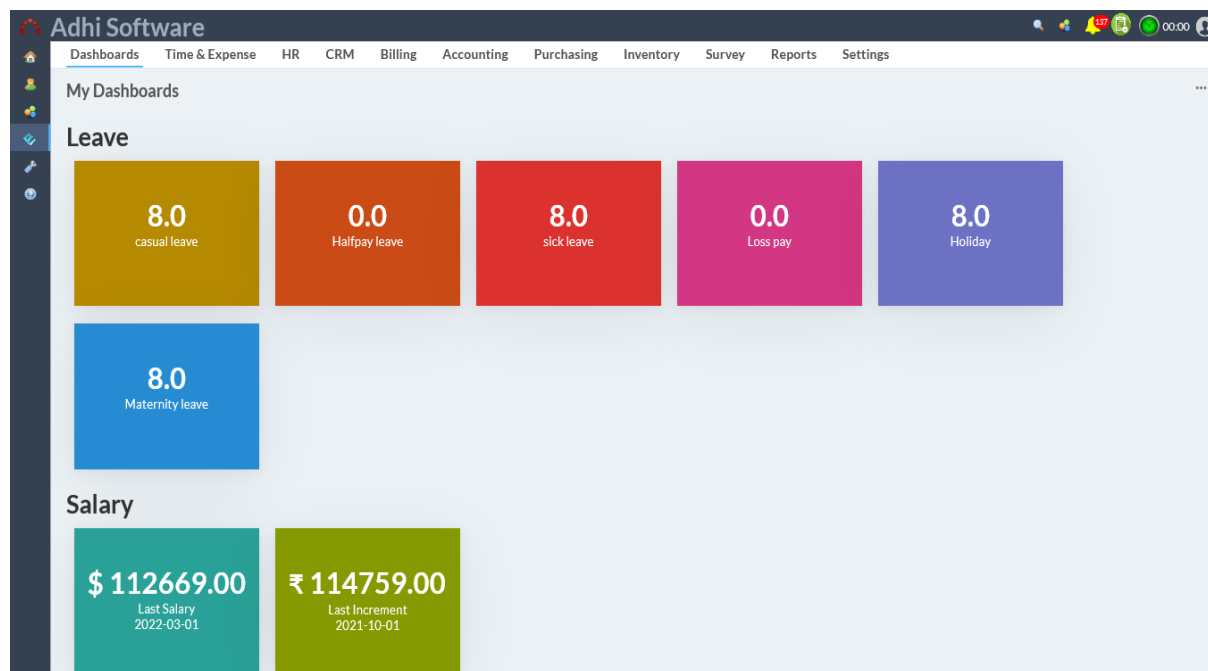 Adhi Software
137
00:00
Dashboards Time & Expense HR CRM Billing Accounting Purchasing Inventory Survey Reports Settings
My Dashboards
Leave
8.0 0.0 8.0 0.0 8.0
casual leave Halfpay leave sick leave Loss pay Holiday
8.0
Maternity leave
Salary
$ 112669.00 ₹ 114759.00
Last Salary Last Increment
2022-03-01 2021-10-01